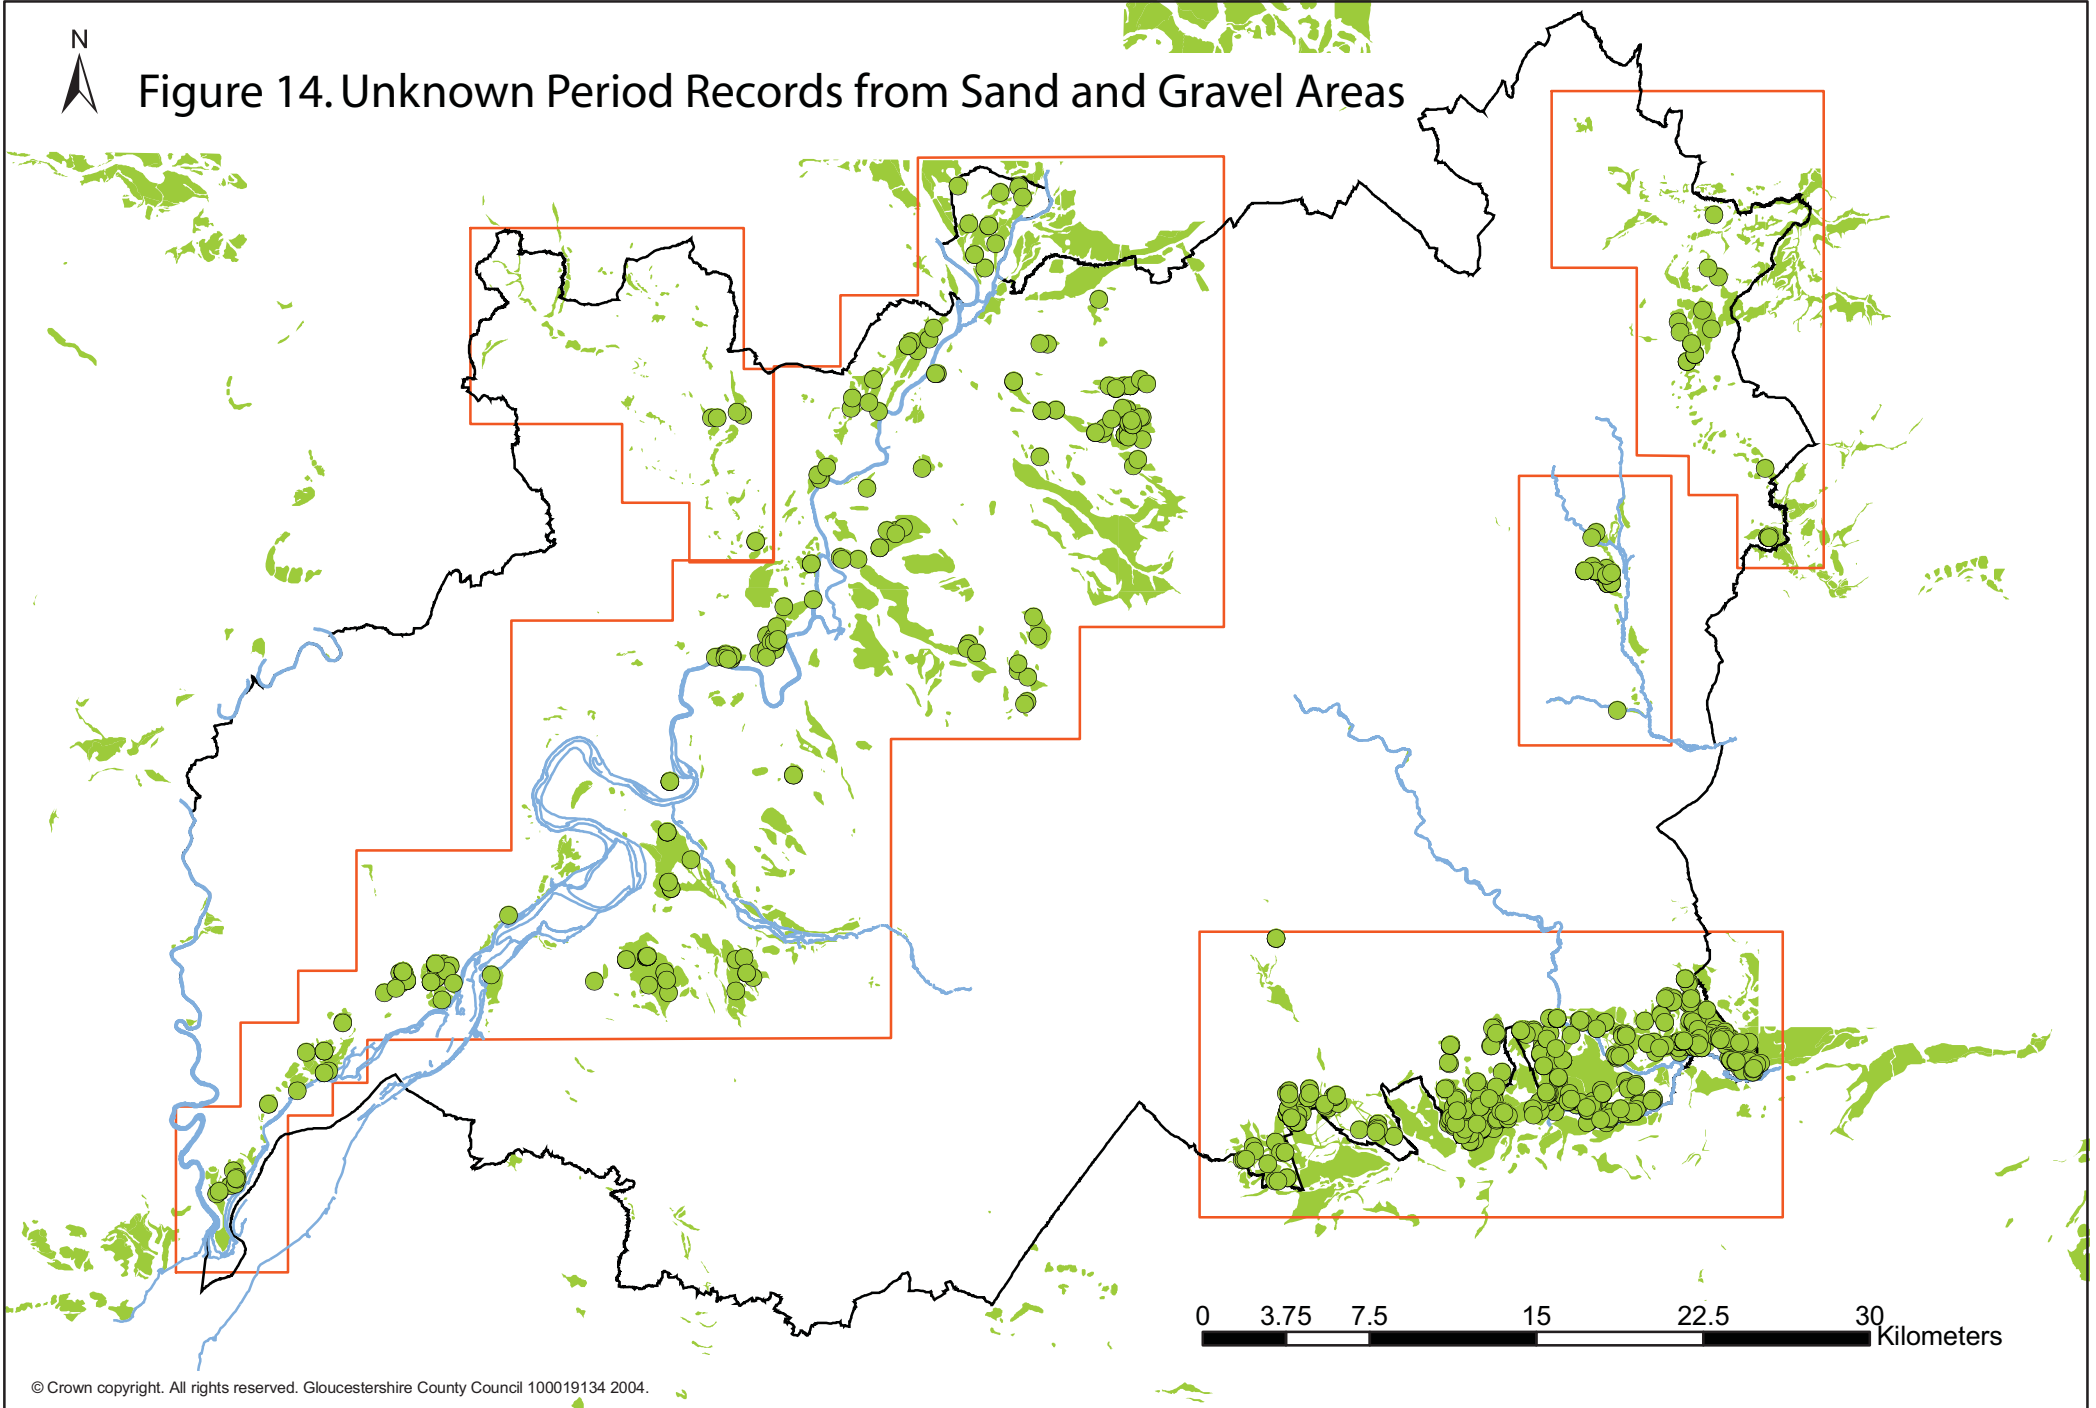 N
Figure 14. Unknown Period Records from Sand and Gravel Areas
0 3.75 7.5 15 22.5 30
Kilometers
© Crown copyright. All rights reserved. Gloucestershire County Council 100019134 2004.